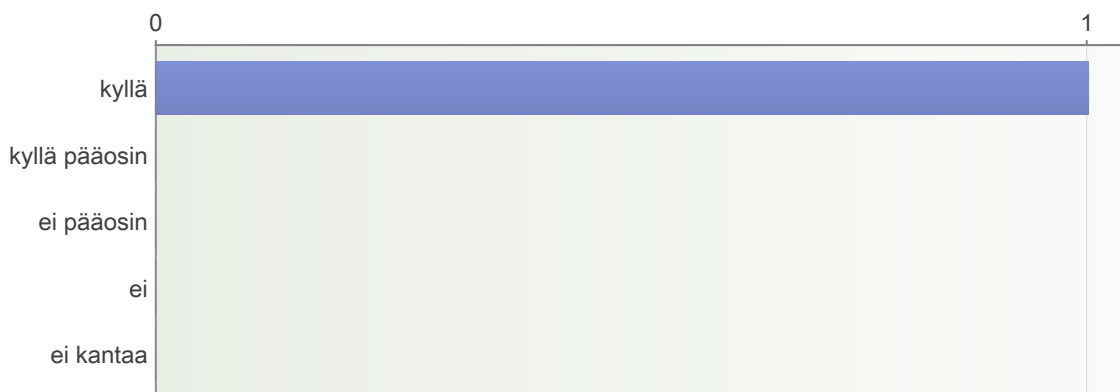 0 1
kyllä
kyllä pääosin
ei pääosin
ei
ei kantaa